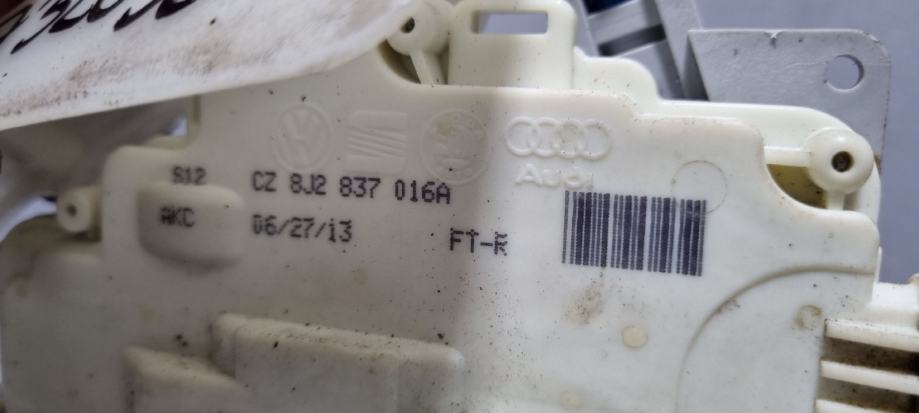 S12 CZ 8J2 837 016A
AKC 06/27/13
FT-R
Audi